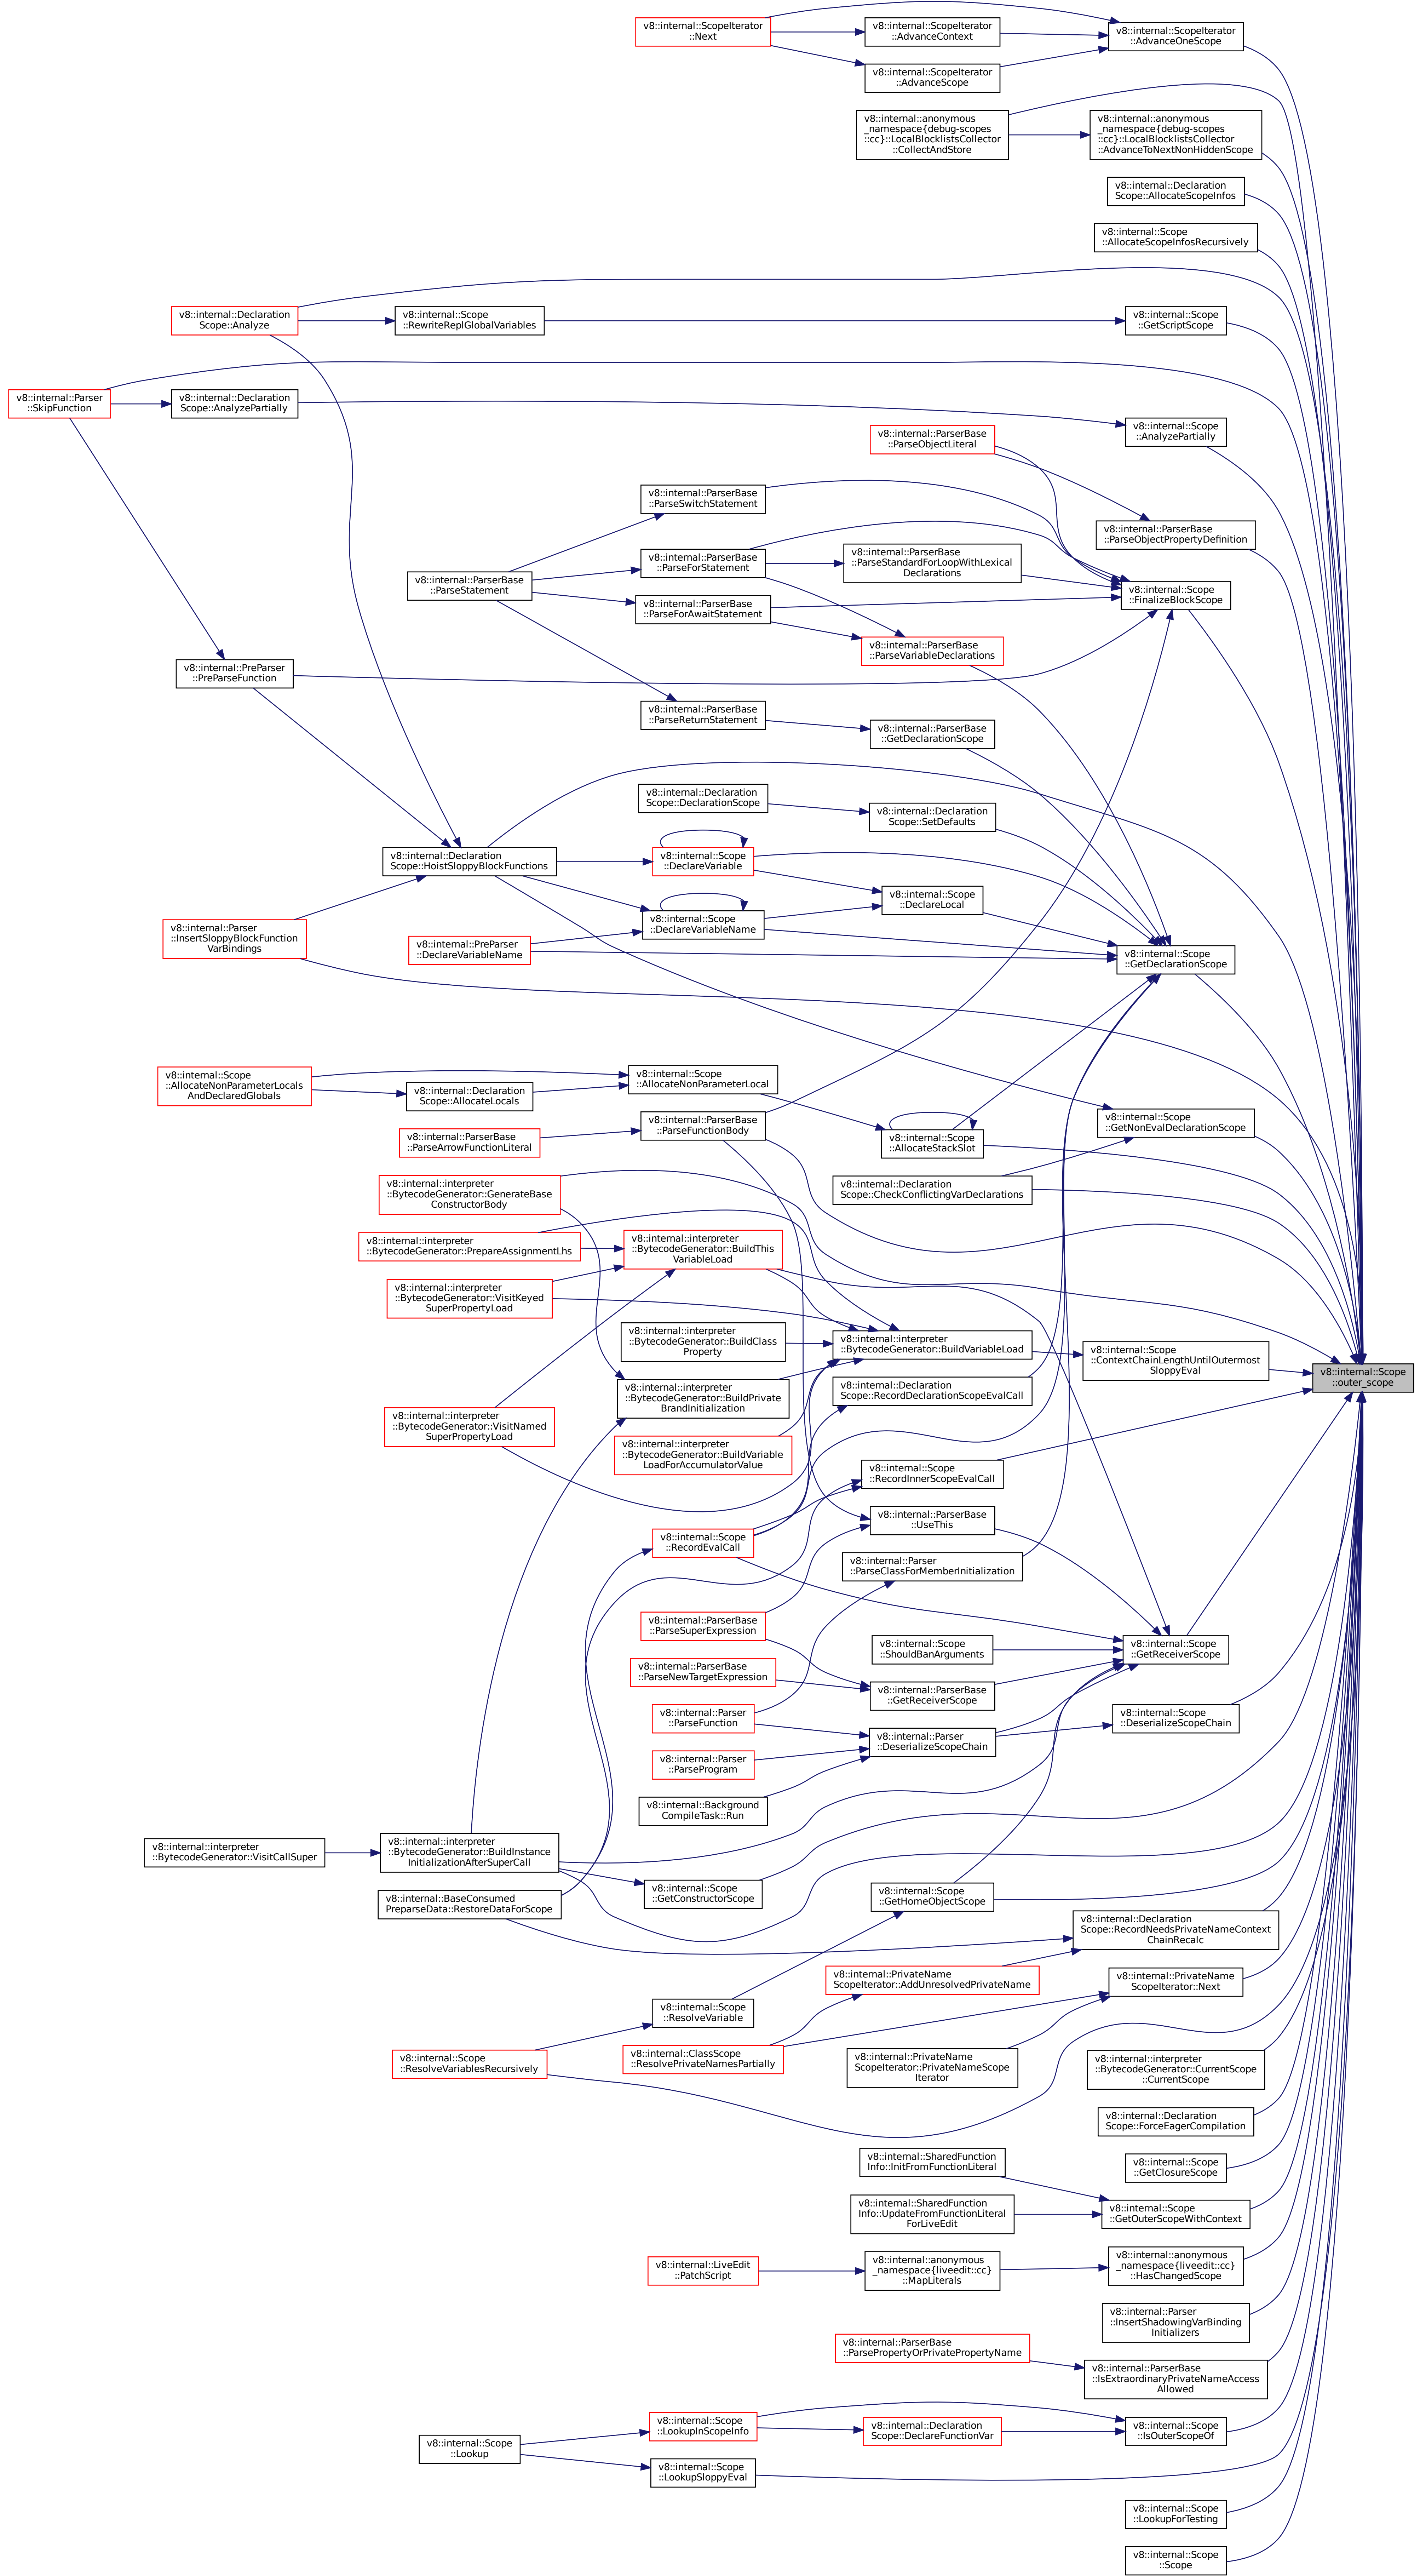 v8::internal::ScopeIterator
::Next
v8::internal::ScopeIterator
::AdvanceContext
v8::internal::ScopeIterator
::AdvanceOneScope
v8::internal::ScopeIterator
::AdvanceScope
v8::internal::anonymous
_namespace{debug-scopes
::cc}::LocalBlocklistsCollector
::CollectAndStore
v8::internal::anonymous
_namespace{debug-scopes
::cc}::LocalBlocklistsCollector
::AdvanceToNextNonHiddenScope
v8::internal::Declaration
Scope::AllocateScopeInfos
v8::internal::Scope
::AllocateScopeInfosRecursively
v8::internal::Declaration
Scope::Analyze
v8::internal::Scope
::RewriteReplGlobalVariables
v8::internal::Scope
::GetScriptScope
v8::internal::Parser
::SkipFunction
v8::internal::Declaration
Scope::AnalyzePartially
v8::internal::Scope
::AnalyzePartially
v8::internal::ParserBase
::ParseObjectLiteral
v8::internal::ParserBase
::ParseSwitchStatement
v8::internal::ParserBase
::ParseObjectPropertyDefinition
v8::internal::ParserBase
::ParseForStatement
v8::internal::ParserBase
::ParseStandardForLoopWithLexical
Declarations
v8::internal::ParserBase
::ParseStatement
v8::internal::Scope
::FinalizeBlockScope
v8::internal::ParserBase
::ParseForAwaitStatement
v8::internal::ParserBase
::ParseVariableDeclarations
v8::internal::PreParser
::PreParseFunction
v8::internal::ParserBase
::ParseReturnStatement
v8::internal::ParserBase
::GetDeclarationScope
v8::internal::Declaration
Scope::DeclarationScope
v8::internal::Declaration
Scope::SetDefaults
v8::internal::Declaration
Scope::HoistSloppyBlockFunctions
v8::internal::Scope
::DeclareVariable
v8::internal::Scope
::DeclareLocal
v8::internal::Parser
::InsertSloppyBlockFunction
VarBindings
v8::internal::Scope
::DeclareVariableName
v8::internal::PreParser
::DeclareVariableName
v8::internal::Scope
::GetDeclarationScope
v8::internal::Scope
::AllocateNonParameterLocals
AndDeclaredGlobals
v8::internal::Scope
::AllocateNonParameterLocal
v8::internal::Declaration
Scope::AllocateLocals
v8::internal::ParserBase
::ParseFunctionBody
v8::internal::Scope
::GetNonEvalDeclarationScope
v8::internal::ParserBase
::ParseArrowFunctionLiteral
v8::internal::Scope
::AllocateStackSlot
v8::internal::interpreter
::BytecodeGenerator::GenerateBase
ConstructorBody
v8::internal::Declaration
Scope::CheckConflictingVarDeclarations
v8::internal::interpreter
::BytecodeGenerator::PrepareAssignmentLhs
v8::internal::interpreter
::BytecodeGenerator::BuildThis
VariableLoad
v8::internal::interpreter
::BytecodeGenerator::VisitKeyed
SuperPropertyLoad
v8::internal::interpreter
::BytecodeGenerator::BuildClass
Property
v8::internal::interpreter
::BytecodeGenerator::BuildVariableLoad
v8::internal::Scope
::ContextChainLengthUntilOutermost
SloppyEval
v8::internal::Scope
::outer_scope
v8::internal::interpreter
::BytecodeGenerator::BuildPrivate
BrandInitialization
v8::internal::Declaration
Scope::RecordDeclarationScopeEvalCall
v8::internal::interpreter
::BytecodeGenerator::VisitNamed
SuperPropertyLoad
v8::internal::interpreter
::BytecodeGenerator::BuildVariable
LoadForAccumulatorValue
v8::internal::Scope
::RecordInnerScopeEvalCall
v8::internal::ParserBase
::UseThis
v8::internal::Scope
::RecordEvalCall
v8::internal::Parser
::ParseClassForMemberInitialization
v8::internal::ParserBase
::ParseSuperExpression
v8::internal::Scope
::ShouldBanArguments
v8::internal::Scope
::GetReceiverScope
v8::internal::ParserBase
::ParseNewTargetExpression
v8::internal::ParserBase
::GetReceiverScope
v8::internal::Parser
::ParseFunction
v8::internal::Scope
::DeserializeScopeChain
v8::internal::Parser
::DeserializeScopeChain
v8::internal::Parser
::ParseProgram
v8::internal::Background
CompileTask::Run
v8::internal::interpreter
::BytecodeGenerator::VisitCallSuper
v8::internal::interpreter
::BytecodeGenerator::BuildInstance
InitializationAfterSuperCall
v8::internal::Scope
::GetConstructorScope
v8::internal::Scope
::GetHomeObjectScope
v8::internal::BaseConsumed
PreparseData::RestoreDataForScope
v8::internal::Declaration
Scope::RecordNeedsPrivateNameContext
ChainRecalc
v8::internal::PrivateName
ScopeIterator::AddUnresolvedPrivateName
v8::internal::PrivateName
ScopeIterator::Next
v8::internal::Scope
::ResolveVariable
v8::internal::Scope
::ResolveVariablesRecursively
v8::internal::ClassScope
::ResolvePrivateNamesPartially
v8::internal::PrivateName
ScopeIterator::PrivateNameScope
Iterator
v8::internal::interpreter
::BytecodeGenerator::CurrentScope
::CurrentScope
v8::internal::Declaration
Scope::ForceEagerCompilation
v8::internal::SharedFunction
Info::InitFromFunctionLiteral
v8::internal::Scope
::GetClosureScope
v8::internal::SharedFunction
Info::UpdateFromFunctionLiteral
ForLiveEdit
v8::internal::Scope
::GetOuterScopeWithContext
v8::internal::LiveEdit
::PatchScript
v8::internal::anonymous
_namespace{liveedit::cc}
::MapLiterals
v8::internal::anonymous
_namespace{liveedit::cc}
::HasChangedScope
v8::internal::Parser
::InsertShadowingVarBinding
Initializers
v8::internal::ParserBase
::ParsePropertyOrPrivatePropertyName
v8::internal::ParserBase
::IsExtraordinaryPrivateNameAccess
Allowed
v8::internal::Scope
::Lookup
v8::internal::Scope
::LookupInScopeInfo
v8::internal::Declaration
Scope::DeclareFunctionVar
v8::internal::Scope
::IsOuterScopeOf
v8::internal::Scope
::LookupSloppyEval
v8::internal::Scope
::LookupForTesting
v8::internal::Scope
::Scope